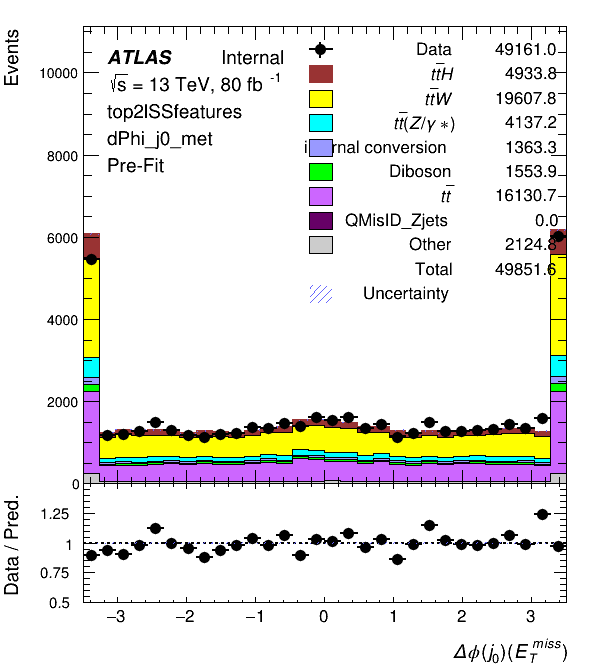 Events
ATLAS Internal
√s = 13 TeV, 80 fb -1
top2lSSfeatures
dPhi_j0_met
Pre-Fit
Data 49161.0
tt̅H 4933.8
tt̅W 19607.8
tt̅(Z/γ*) 4137.2
internal conversion 1363.3
Diboson 1553.9
tt̅ 16130.7
QMisID_Zjets 0.0
Other 2124.8
Total 49851.6
Uncertainty
10000
8000
6000
4000
2000
0
Data / Pred.
1.25
1
0.75
0.5
−3 −2 −1 0 1 2 3
Δφ(j0)(ETmiss)